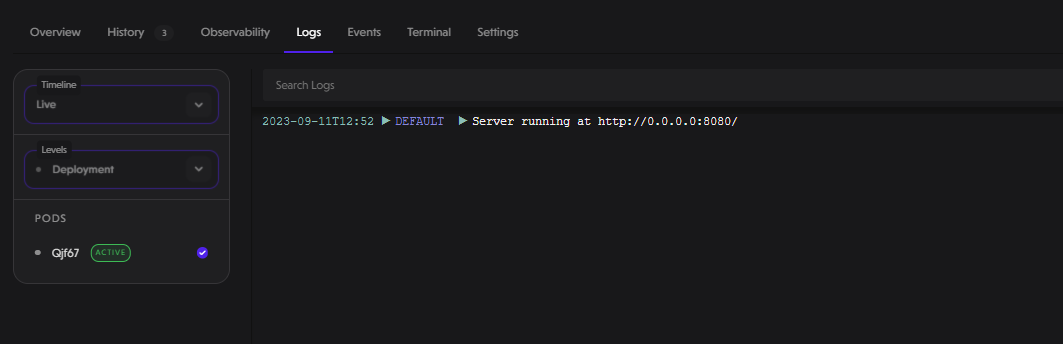 Overview History 3 Observability Logs Events Terminal Settings
Timeline
Live
Levels
Deployment
PODS
Qjf67 ACTIVE
Search Logs
2023-09-11T12:52 DEFAULT Server running at http://0.0.0.0:8080/